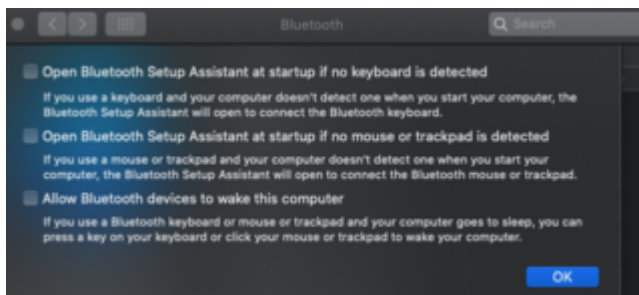 Bluetooth
Search
Open Bluetooth Setup Assistant at startup if no keyboard is detected
If you use a keyboard and your computer doesn't detect one when you start your computer, the
Bluetooth Setup Assistant will open to connect the Bluetooth keyboard.
Open Bluetooth Setup Assistant at startup if no mouse or trackpad is detected
If you use a mouse or trackpad and your computer doesn't detect one when you start your
computer, the Bluetooth Setup Assistant will open to connect the Bluetooth mouse or trackpad.
Allow Bluetooth devices to wake this computer
If you use a Bluetooth keyboard or mouse or trackpad and your computer goes to sleep, you can
press a key on your keyboard or click your mouse or trackpad to wake your computer.
OK